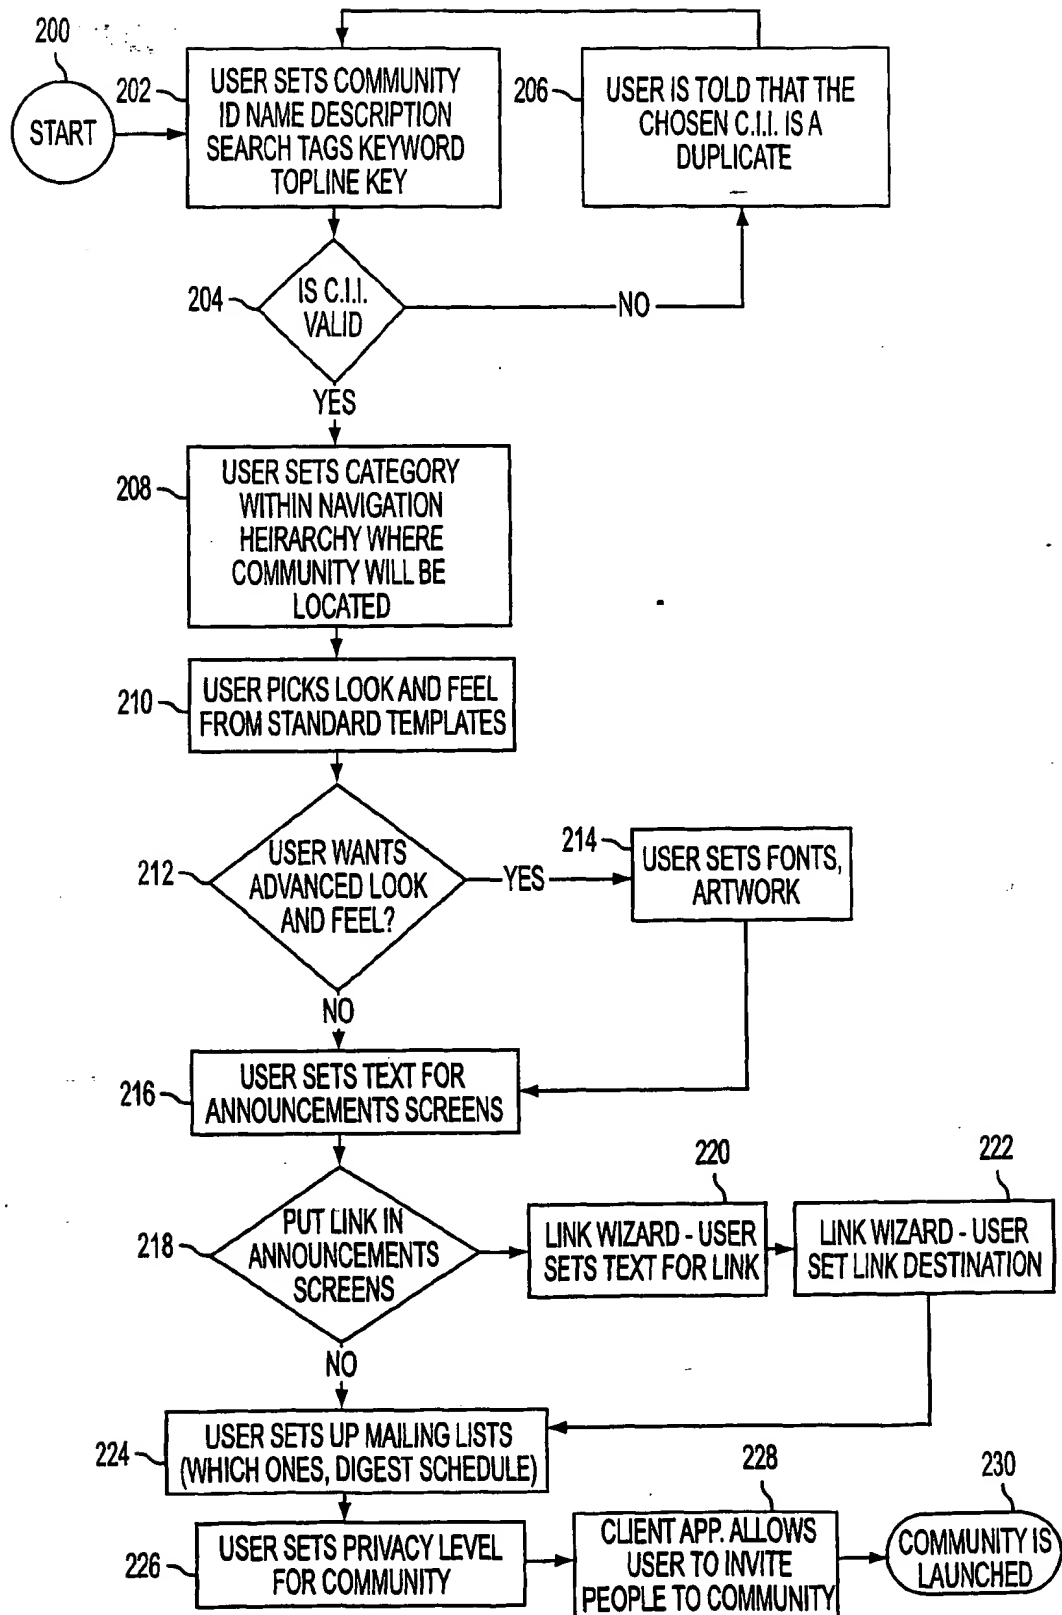 200
START
202
USER SETS COMMUNITY
ID NAME DESCRIPTION
SEARCH TAGS KEYWORD
TOPLINE KEY
206
USER IS TOLD THAT THE
CHOSEN C.I.I. IS A
DUPLICATE
204
IS C.I.I.
VALID
NO
YES
208
USER SETS CATEGORY
WITHIN NAVIGATION
HEIRARCHY WHERE
COMMUNITY WILL BE
LOCATED
210
USER PICKS LOOK AND FEEL
FROM STANDARD TEMPLATES
212
USER WANTS
ADVANCED LOOK
AND FEEL?
YES
214
USER SETS FONTS,
ARTWORK
NO
216
USER SETS TEXT FOR
ANNOUNCEMENTS SCREENS
218
PUT LINK IN
ANNOUNCEMENTS
SCREENS
220
LINK WIZARD - USER
SETS TEXT FOR LINK
222
LINK WIZARD - USER
SET LINK DESTINATION
NO
224
USER SETS UP MAILING LISTS
(WHICH ONES, DIGEST SCHEDULE)
226
USER SETS PRIVACY LEVEL
FOR COMMUNITY
228
CLIENT APP. ALLOWS
USER TO INVITE
PEOPLE TO COMMUNITY
230
COMMUNITY IS
LAUNCHED